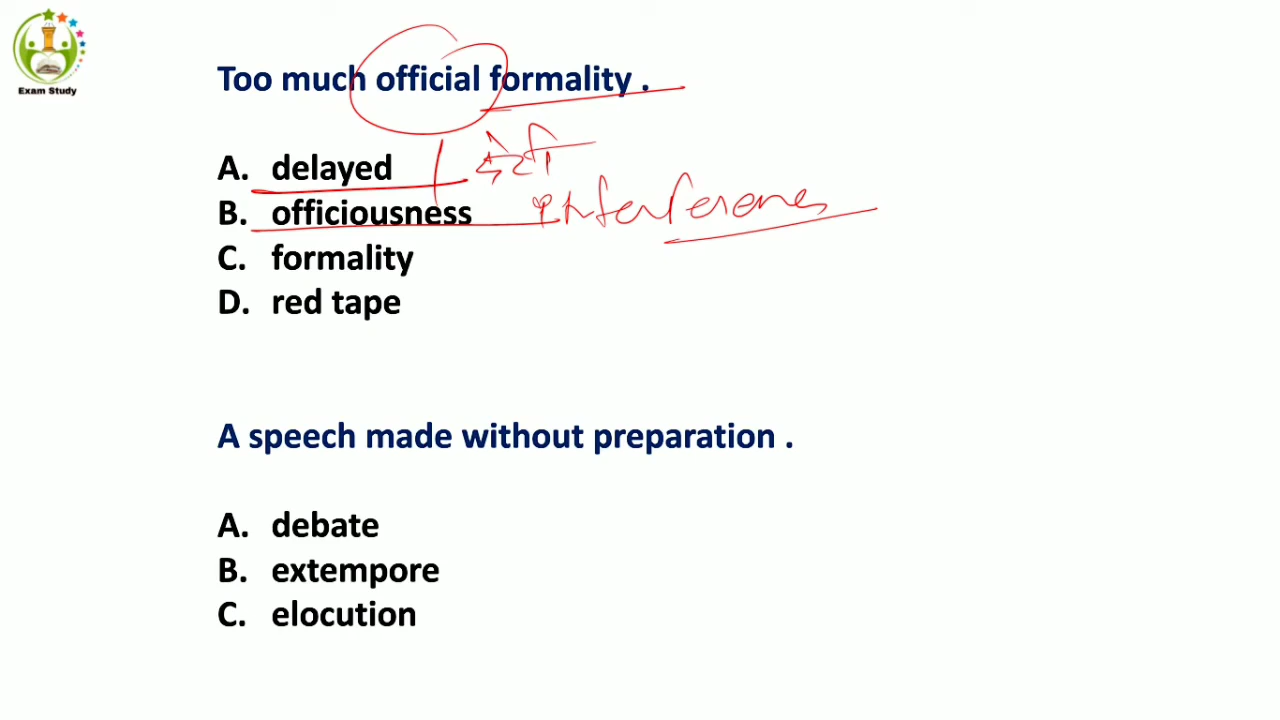 Exam Study
Too much official formality .
A. delayed
B. officiousness
interference
C. formality
D. red tape
A speech made without preparation .
A. debate
B. extempore
C. elocution